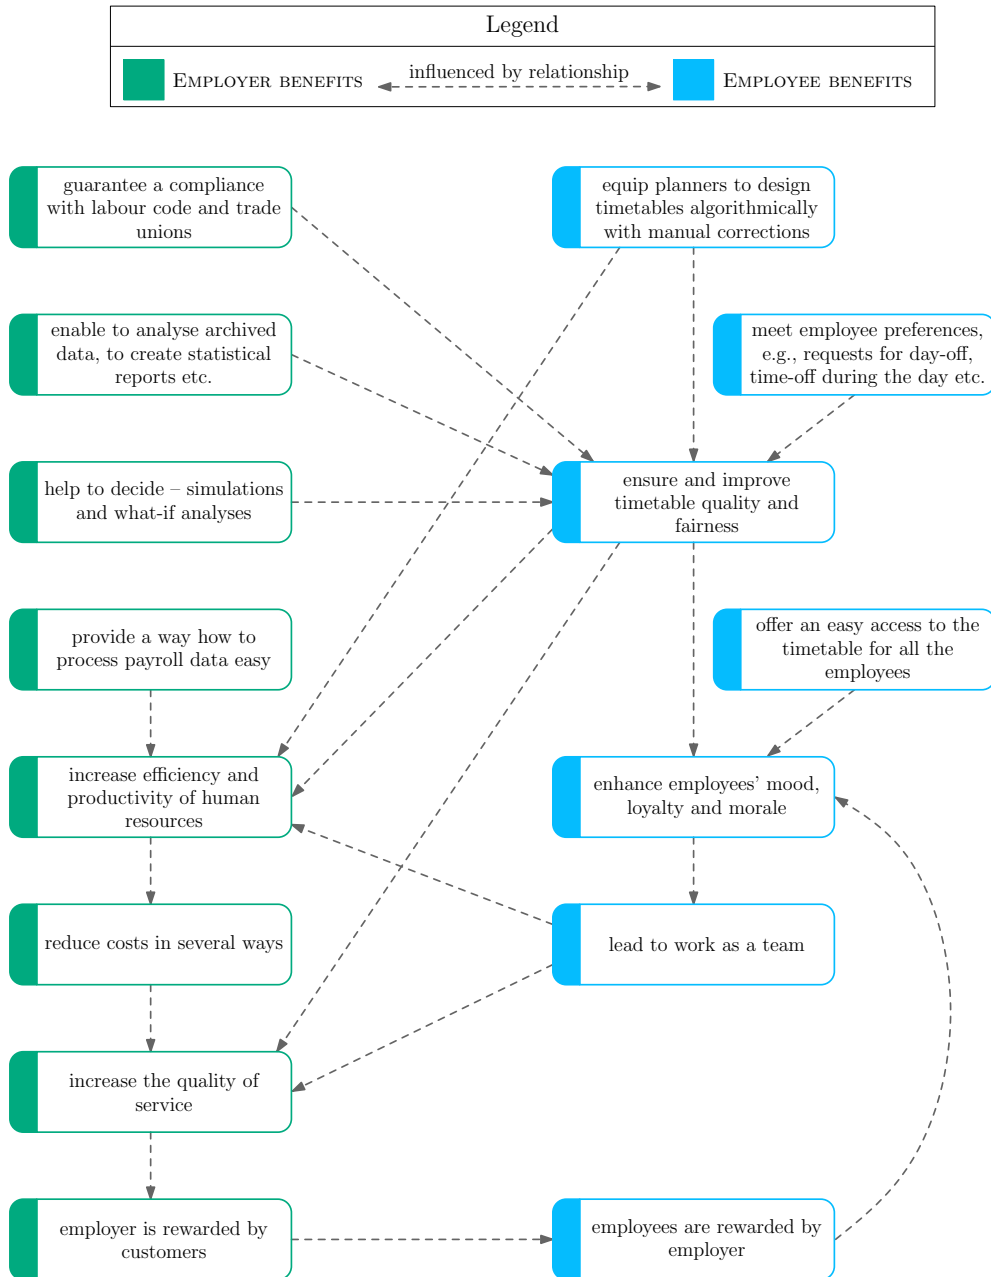 Legend
EMPLOYER BENEFITS
influenced by relationship
EMPLOYEE BENEFITS
guarantee a compliance
with labour code and trade
unions
equip planners to design
timetables algorithmically
with manual corrections
enable to analyse archived
data, to create statistical
reports etc.
meet employee preferences,
e.g., requests for day-off,
time-off during the day etc.
help to decide – simulations
and what-if analyses
ensure and improve
timetable quality and
fairness
provide a way how to
process payroll data easy
offer an easy access to the
timetable for all the
employees
increase efficiency and
productivity of human
resources
enhance employees' mood,
loyalty and morale
reduce costs in several ways
lead to work as a team
increase the quality of
service
employer is rewarded by
customers
employees are rewarded by
employer